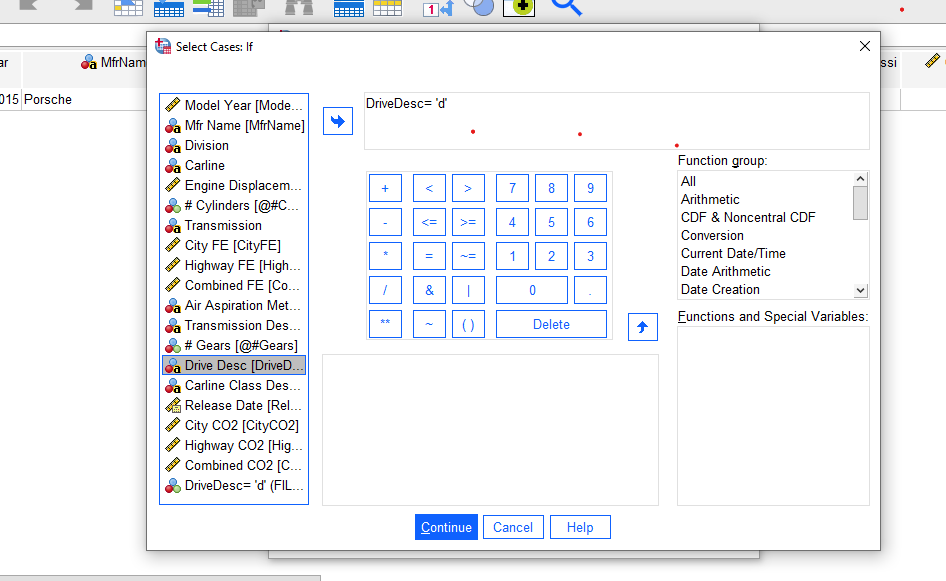 1
ar
MfrNam
ssi
015 Porsche
Select Cases: If
Model Year [Mode...
Mfr Name [MfrName]
Division
Carline
Engine Displacem...
# Cylinders [@#C...
Transmission
City FE [CityFE]
Highway FE [High...
Combined FE [Co...
Air Aspiration Met...
Transmission Des...
# Gears [@#Gears]
Drive Desc [DriveD...
Carline Class Des...
Release Date [Rel...
City CO2 [CityCO2]
Highway CO2 [Hig...
Combined CO2 [C...
DriveDesc= 'd' (FIL...
DriveDesc= 'd'
+ < > 7 8 9
- <= >= 4 5 6
* = ~= 1 2 3
/ & | 0 .
** ~ ( ) Delete
Function group:
All
Arithmetic
CDF & Noncentral CDF
Conversion
Current Date/Time
Date Arithmetic
Date Creation
Functions and Special Variables:
Continue Cancel Help